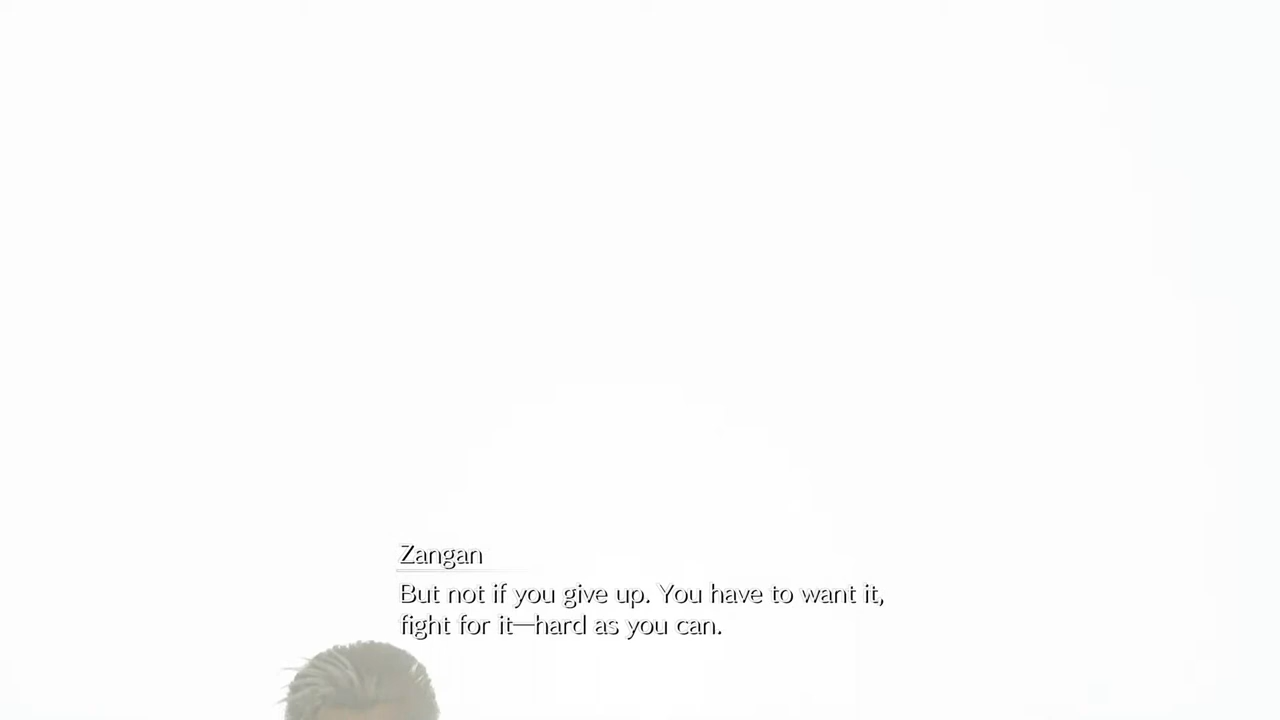 Zangan
But not if you give up. You have to want it,
fight for it—hard as you can.